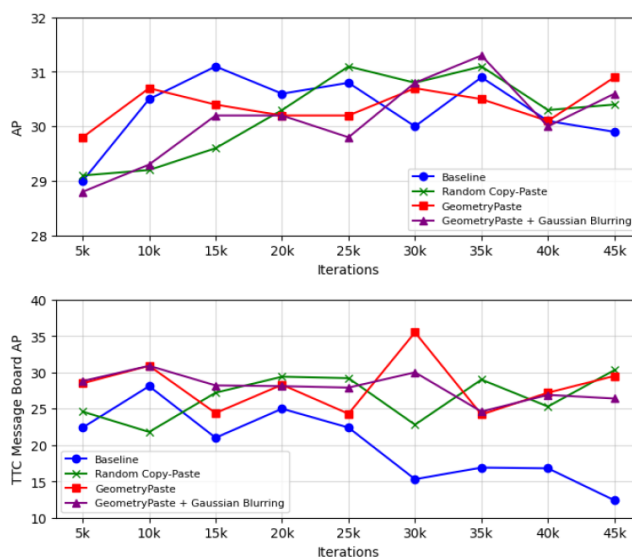 32
31
30
29
28
AP
5k 10k 15k 20k 25k 30k 35k 40k 45k
Iterations
Baseline
Random Copy-Paste
GeometryPaste
GeometryPaste + Gaussian Blurring
40
35
30
25
20
15
10
TTC Message Board AP
5k 10k 15k 20k 25k 30k 35k 40k 45k
Iterations
Baseline
Random Copy-Paste
GeometryPaste
GeometryPaste + Gaussian Blurring